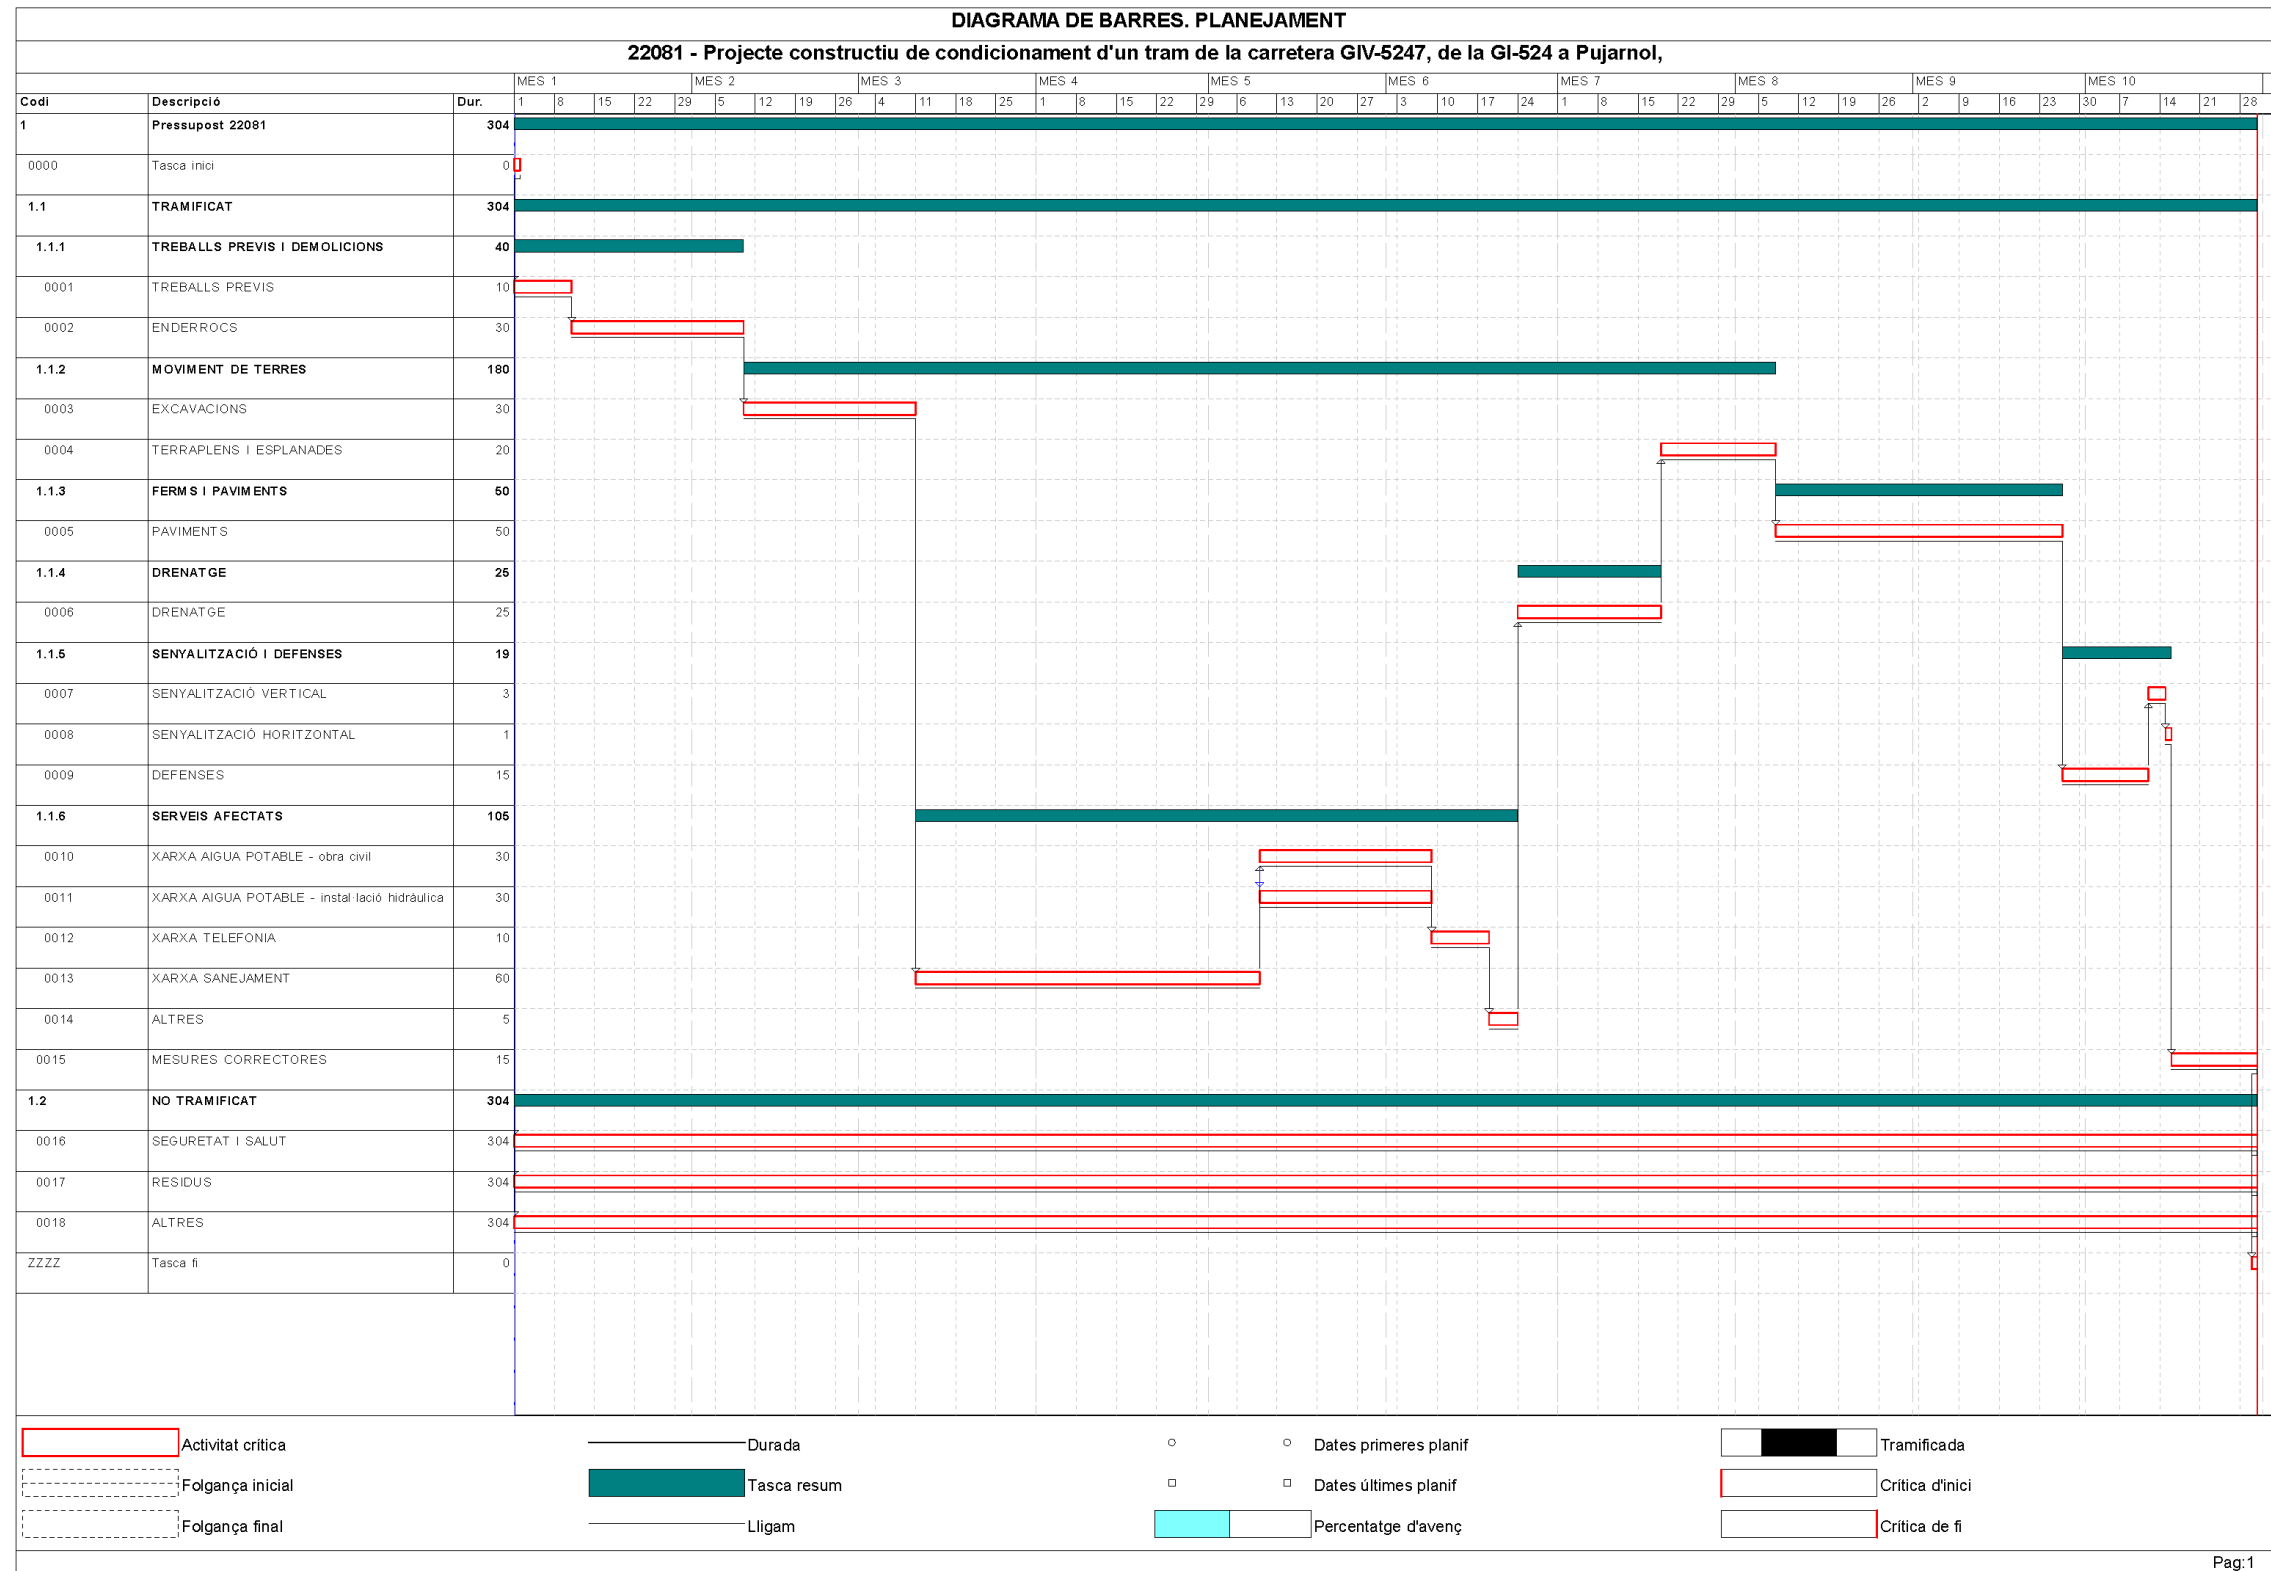 DIAGRAMA DE BARRES. PLANEJAMENT
22081 - Projecte constructiu de condicionament d'un tram de la carretera GIV-5247, de la GI-524 a Pujarnol,
MES 1 MES 2 MES 3 MES 4 MES 5 MES 6 MES 7 MES 8 MES 9 MES 10
Codi Descripció Dur. 1 8 15 22 29 5 12 19 26 4 11 18 25 1 8 15 22 29 6 13 20 27 3 10 17 24 1 8 15 22 29 5 12 19 26 2 9 16 23 30 7 14 21 28
1 Pressupost 22081 304
0000 Tasca inici 0
1.1 TRAMIFICAT 304
1.1.1 TREBALLS PREVIS I DEMOLICIONS 40
0001 TREBALLS PREVIS 10
0002 ENDERROCS 30
1.1.2 MOVIMENT DE TERRES 180
0003 EXCAVACIONS 30
0004 TERRAPLENS I ESPLANADES 20
1.1.3 FERMS I PAVIMENTS 50
0005 PAVIMENTS 50
1.1.4 DRENATGE 25
0006 DRENATGE 25
1.1.5 SENYALITZACIÓ I DEFENSES 19
0007 SENYALITZACIÓ VERTICAL 3
0008 SENYALITZACIÓ HORITZONTAL 1
0009 DEFENSES 15
1.1.6 SERVEIS AFECTATS 105
0010 XARXA AIGUA POTABLE - obra civil 30
0011 XARXA AIGUA POTABLE - instal·lació hidràulica 30
0012 XARXA TELEFONIA 10
0013 XARXA SANEJAMENT 60
0014 ALTRES 5
0015 MESURES CORRECTORES 15
1.2 NO TRAMIFICAT 304
0016 SEGURETAT I SALUT 304
0017 RESIDUS 304
0018 ALTRES 304
ZZZZ Tasca fi 0
Activitat crítica Durada Dates primeres planif Tramificada
Folgança inicial Tasca resum Dates últimes planif Crítica d'inici
Folgança final Lligam Percentatge d'avenç Crítica de fi
Pag:1